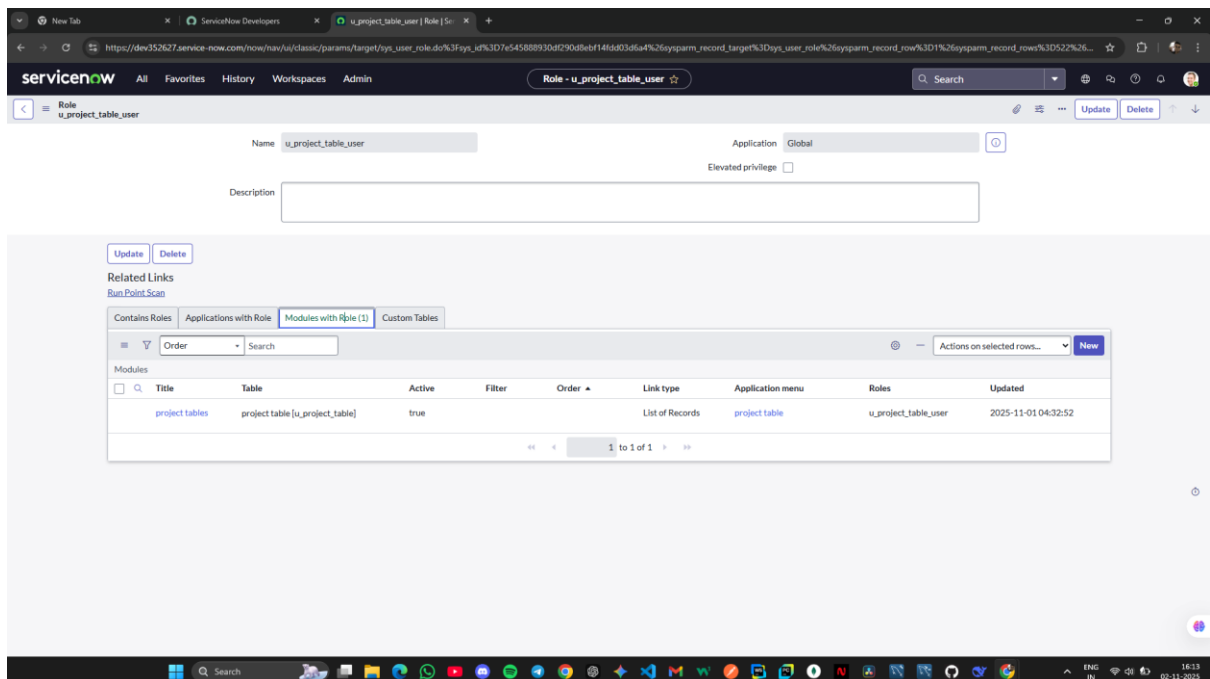 New Tab
ServiceNow Developers
u_project_table_user | Role | Se
https://dev352627.service-now.com/now/nav/ui/classic/params/target/sys_user_role.do%3Fsys_id%3D7e545888930df290d8ebf14fdd03d6a4%26sysparm_record_target%3Dsys_user_role%26sysparm_record_row%3D1%26sysparm_record_rows%3D522%26...
servicenow All Favorites History Workspaces Admin Role - u_project_table_user Search
Role
u_project_table_user Update Delete
Name u_project_table_user Application Global
Elevated privilege
Description
Update Delete
Related Links
Run Point Scan
Contains Roles Applications with Role Modules with Role (1) Custom Tables
Order Search Actions on selected rows... New
Modules
Title Table Active Filter Order Link type Application menu Roles Updated
project tables project table [u_project_table] true List of Records project table u_project_table_user 2025-11-01 04:32:52
1 to 1 of 1
Search ENG 16:13
IN 02-11-2025